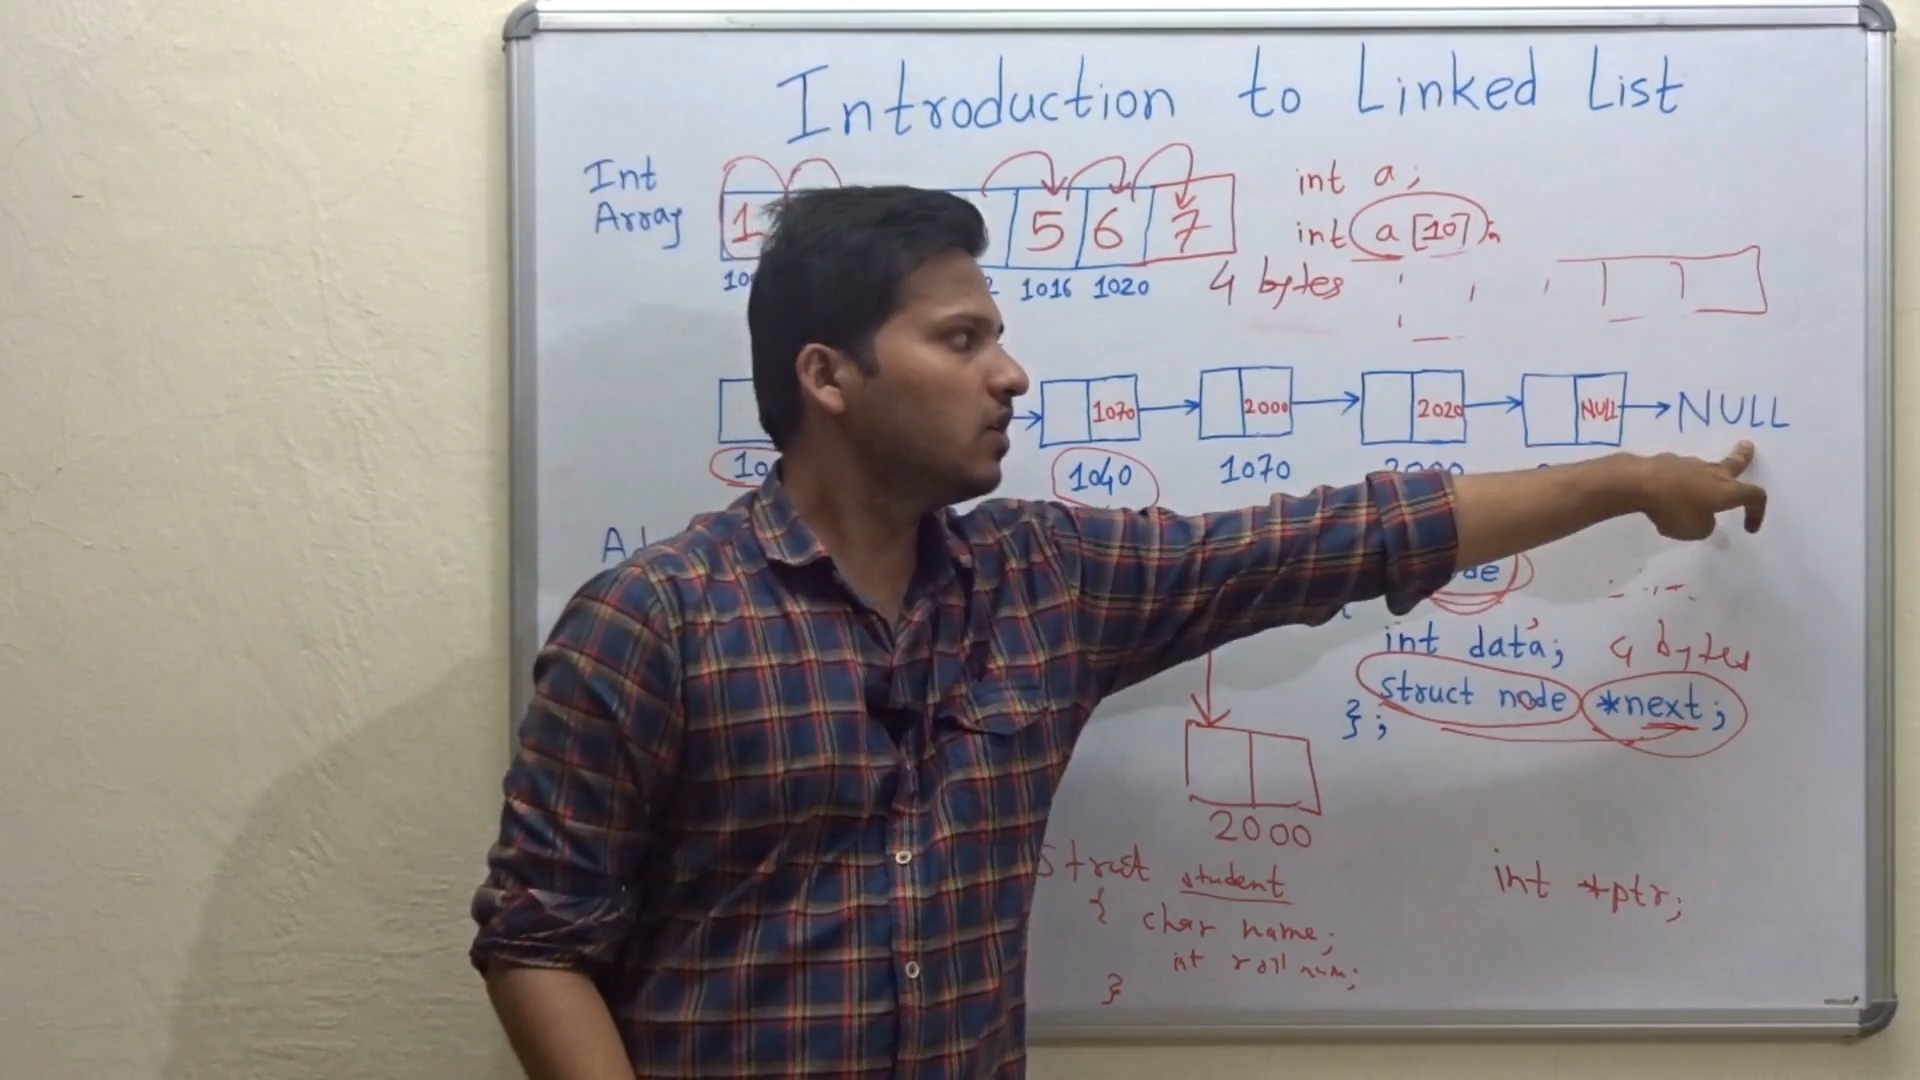 Introduction to Linked List
Int
Array
1 5 6 7
1016 1020
4 bytes
int a;
int a [10];
1070 2000 2020 NULL NULL
1040 1070
int data; 4 bytes
struct node *next;
};
2000
struct student
{ char name;
int roll num;
}
int *ptr;